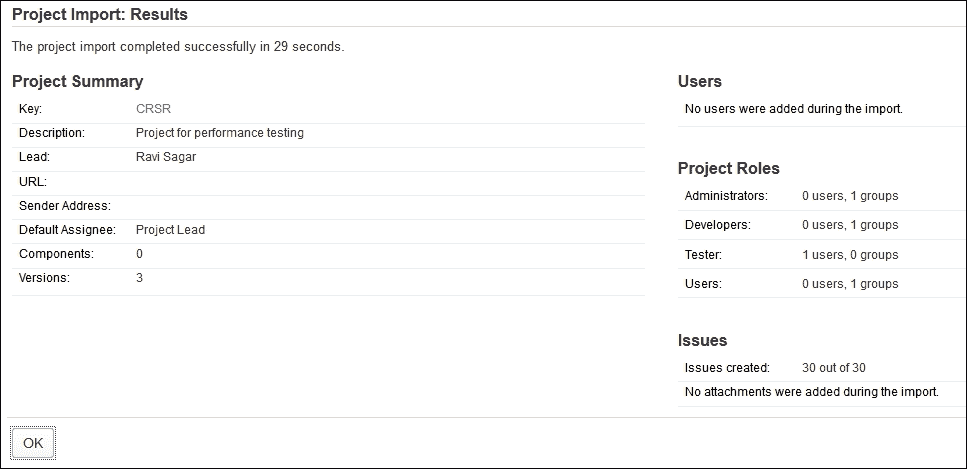 Project Import: Results
The project import completed successfully in 29 seconds.
Project Summary
Key: CRSR
Description: Project for performance testing
Lead: Ravi Sagar
URL:
Sender Address:
Default Assignee: Project Lead
Components: 0
Versions: 3
Users
No users were added during the import.
Project Roles
Administrators: 0 users, 1 groups
Developers: 0 users, 1 groups
Tester: 1 users, 0 groups
Users: 0 users, 1 groups
Issues
Issues created: 30 out of 30
No attachments were added during the import.
OK